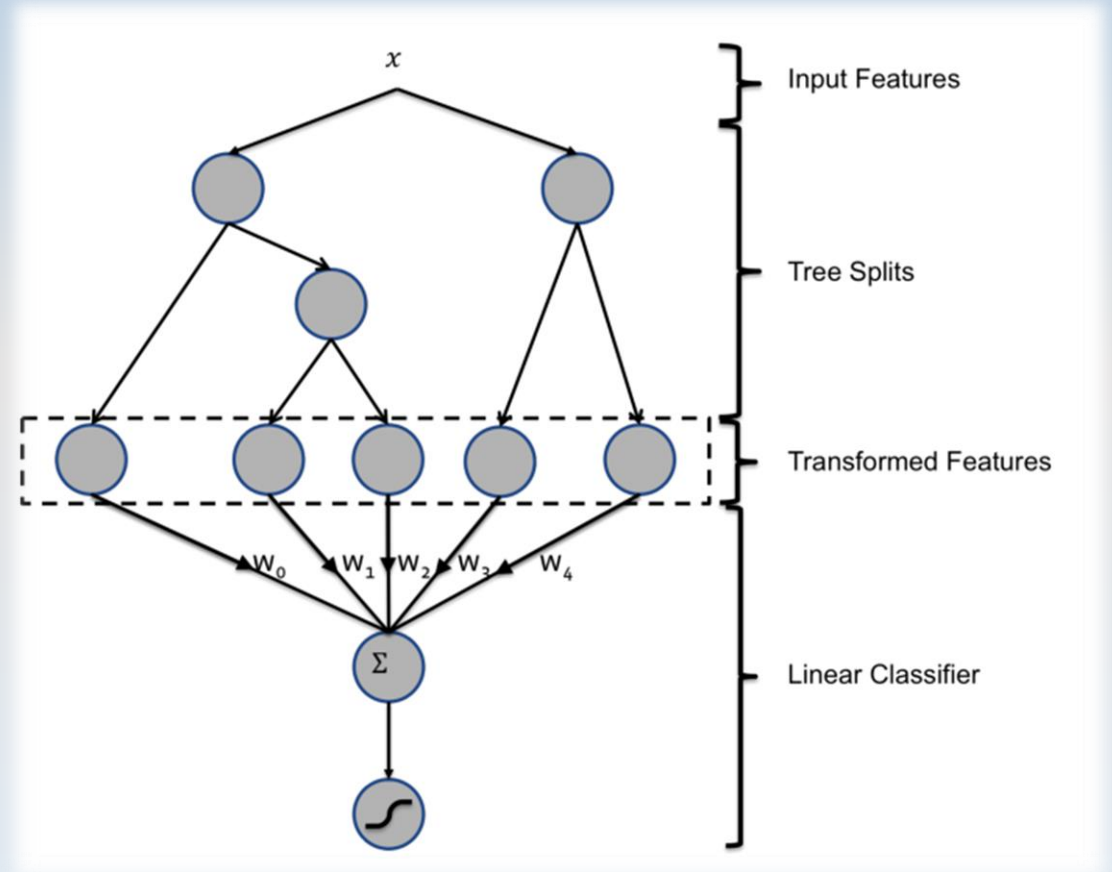 x
Input Features
Tree Splits
Transformed Features
W₀ W₁ W₂ W₃ W₄
Σ
Linear Classifier